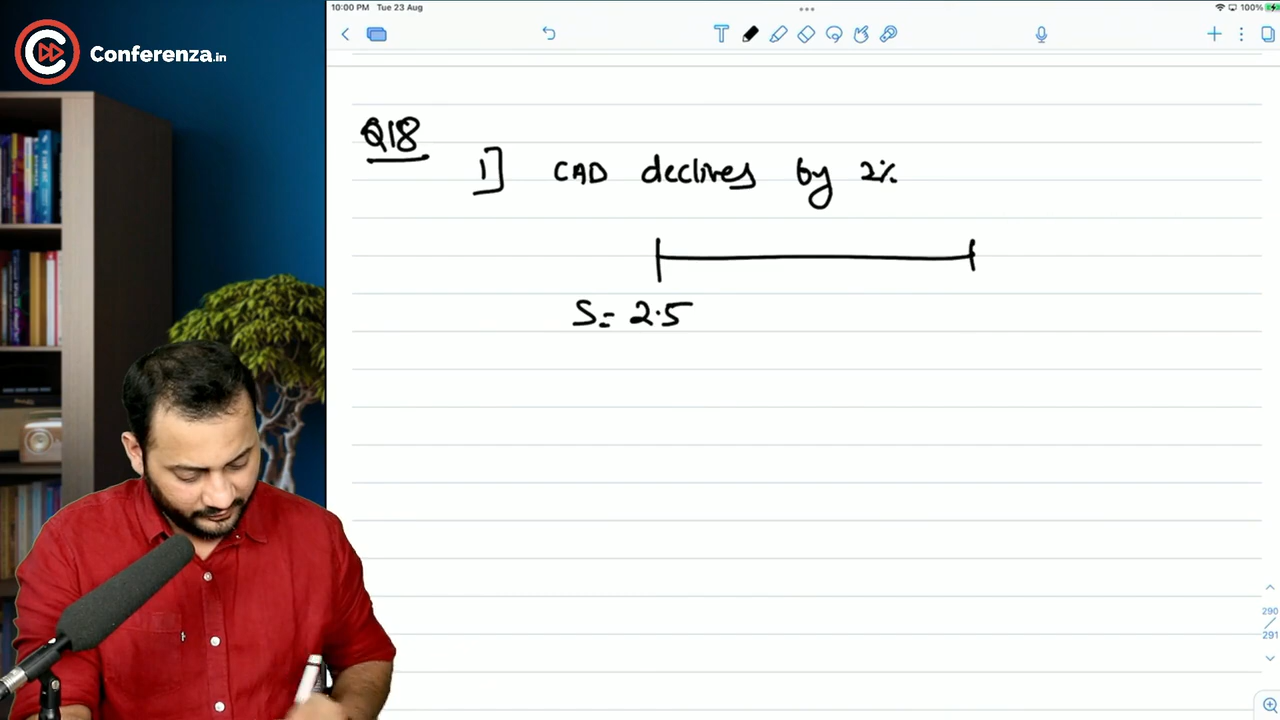 10:00 PM Tue 23 Aug
100%
Conferenza.in
Q18
1] CAD declines by 2%
S = 2.5
290
291